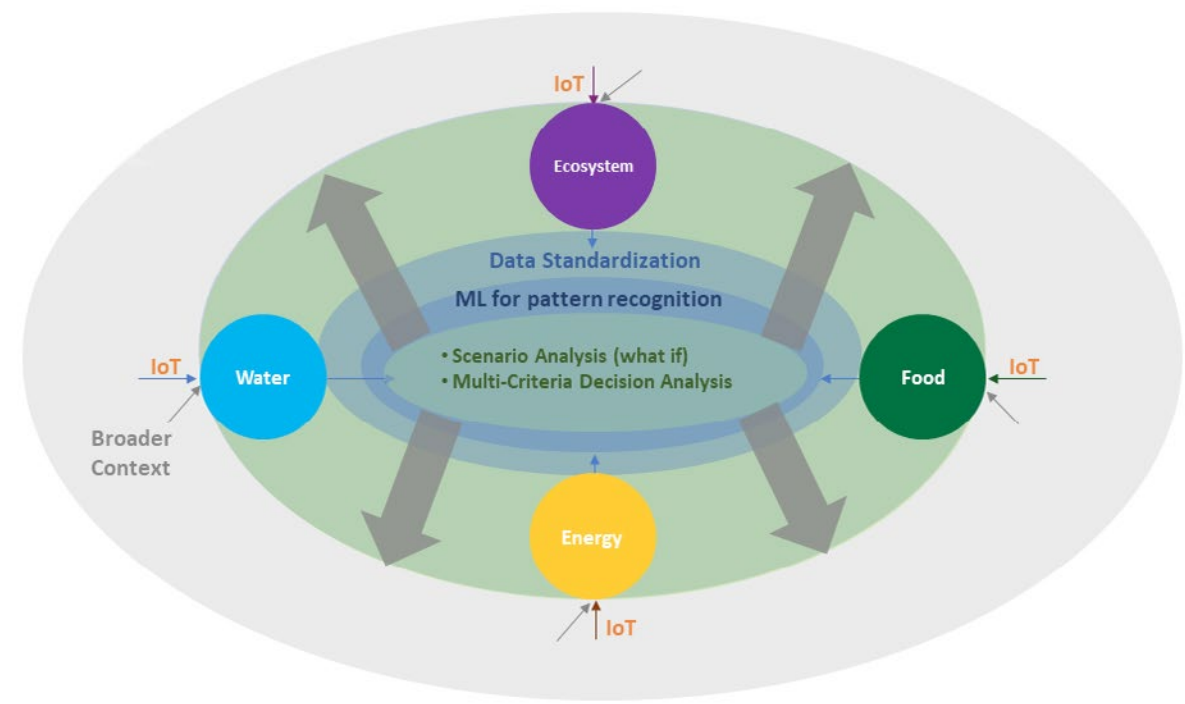 IoT
Ecosystem
Data Standardization
ML for pattern recognition
• Scenario Analysis (what if)
• Multi-Criteria Decision Analysis
IoT
Water
Food
IoT
Broader
Context
Energy
IoT